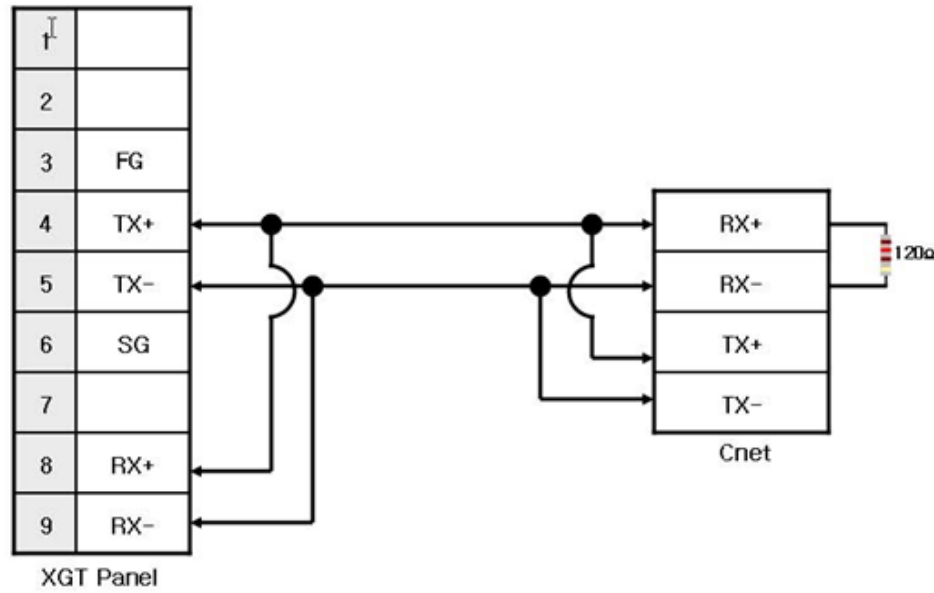 1
2
3 FG
4 TX+
5 TX-
6 SG
7
8 RX+
9 RX-
XGT Panel
RX+
RX-
TX+
TX-
Cnet
120Ω